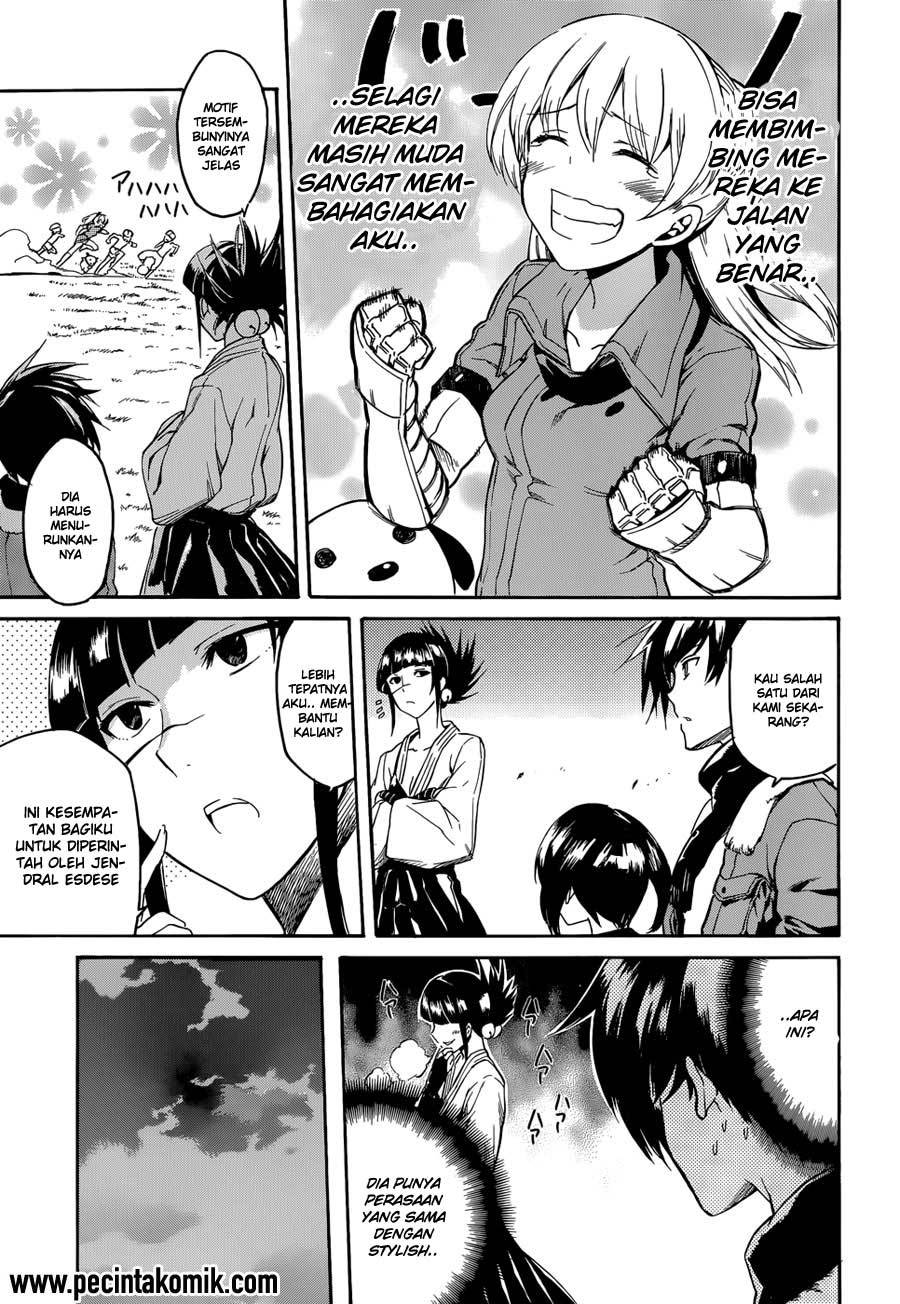 BISA
MEMBIM-
BING ME-
REKA KE
JALAN
YANG
BENAR..
..SELAGI
MEREKA
MASIH MUDA
SANGAT MEM-
BAHAGIAKAN
AKU..
MOTIF
TERSEM-
BUNYINYA
SANGAT
JELAS
アハハハハハハ
DIA
HARUS
MENU-
RUNKAN-
NYA
KAU SALAH
SATU DARI
KAMI SEKA-
RANG?
LEBIH
TEPATNYA
AKU.. MEM-
BANTU
KALIAN?
INI KESEMPA-
TAN BAGIKU
UNTUK DIPERIN-
TAH OLEH JEN-
DRAL ESDESE
..APA
INI?
DIA PUNYA
PERASAAN
YANG SAMA
DENGAN
STYLISH..
www.pecintakomik.com